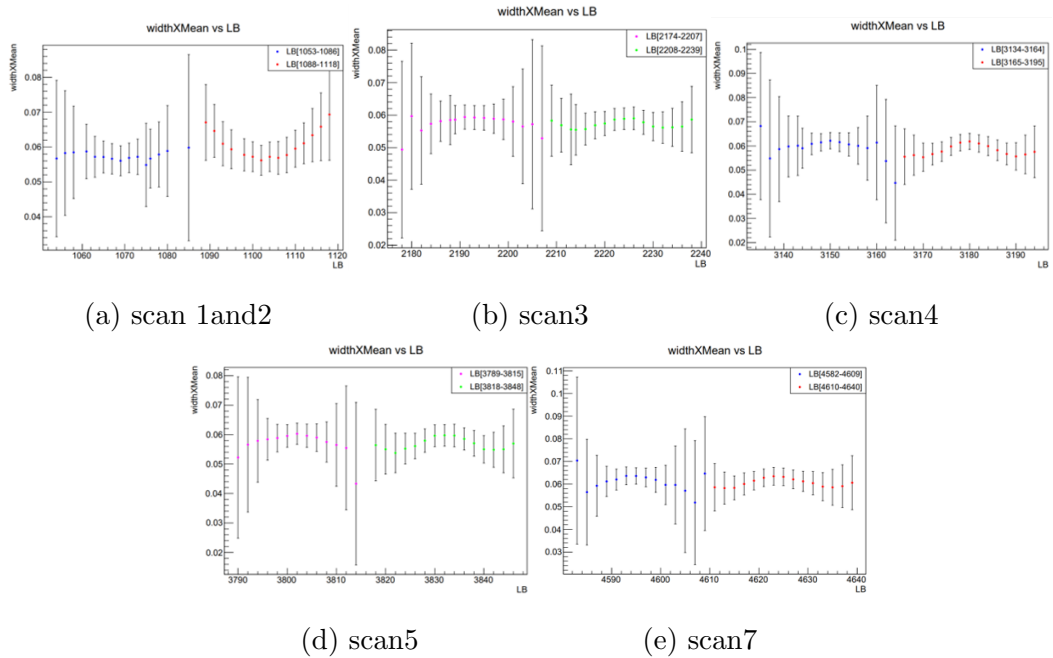 widthXMean vs LB
widthXMean
LB[1053-1086]
LB[1088-1118]
0.08
0.07
0.06
0.05
0.04
1060 1070 1080 1090 1100 1110 1120
LB
(a) scan 1and2
widthXMean vs LB
widthXMean
LB[2174-2207]
LB[2208-2239]
0.08
0.07
0.06
0.05
0.04
0.03
0.02
2180 2190 2200 2210 2220 2230 2240
LB
(b) scan3
widthXMean vs LB
widthXMean
LB[3134-3164]
LB[3165-3195]
0.1
0.09
0.08
0.07
0.06
0.05
0.04
0.03
0.02
3140 3150 3160 3170 3180 3190
LB
(c) scan4
widthXMean vs LB
widthXMean
LB[3789-3815]
LB[3818-3848]
0.08
0.07
0.06
0.05
0.04
0.03
0.02
3790 3800 3810 3820 3830 3840
LB
(d) scan5
widthXMean vs LB
widthXMean
LB[4582-4609]
LB[4610-4640]
0.11
0.1
0.09
0.08
0.07
0.06
0.05
0.04
0.03
4590 4600 4610 4620 4630 4640
LB
(e) scan7